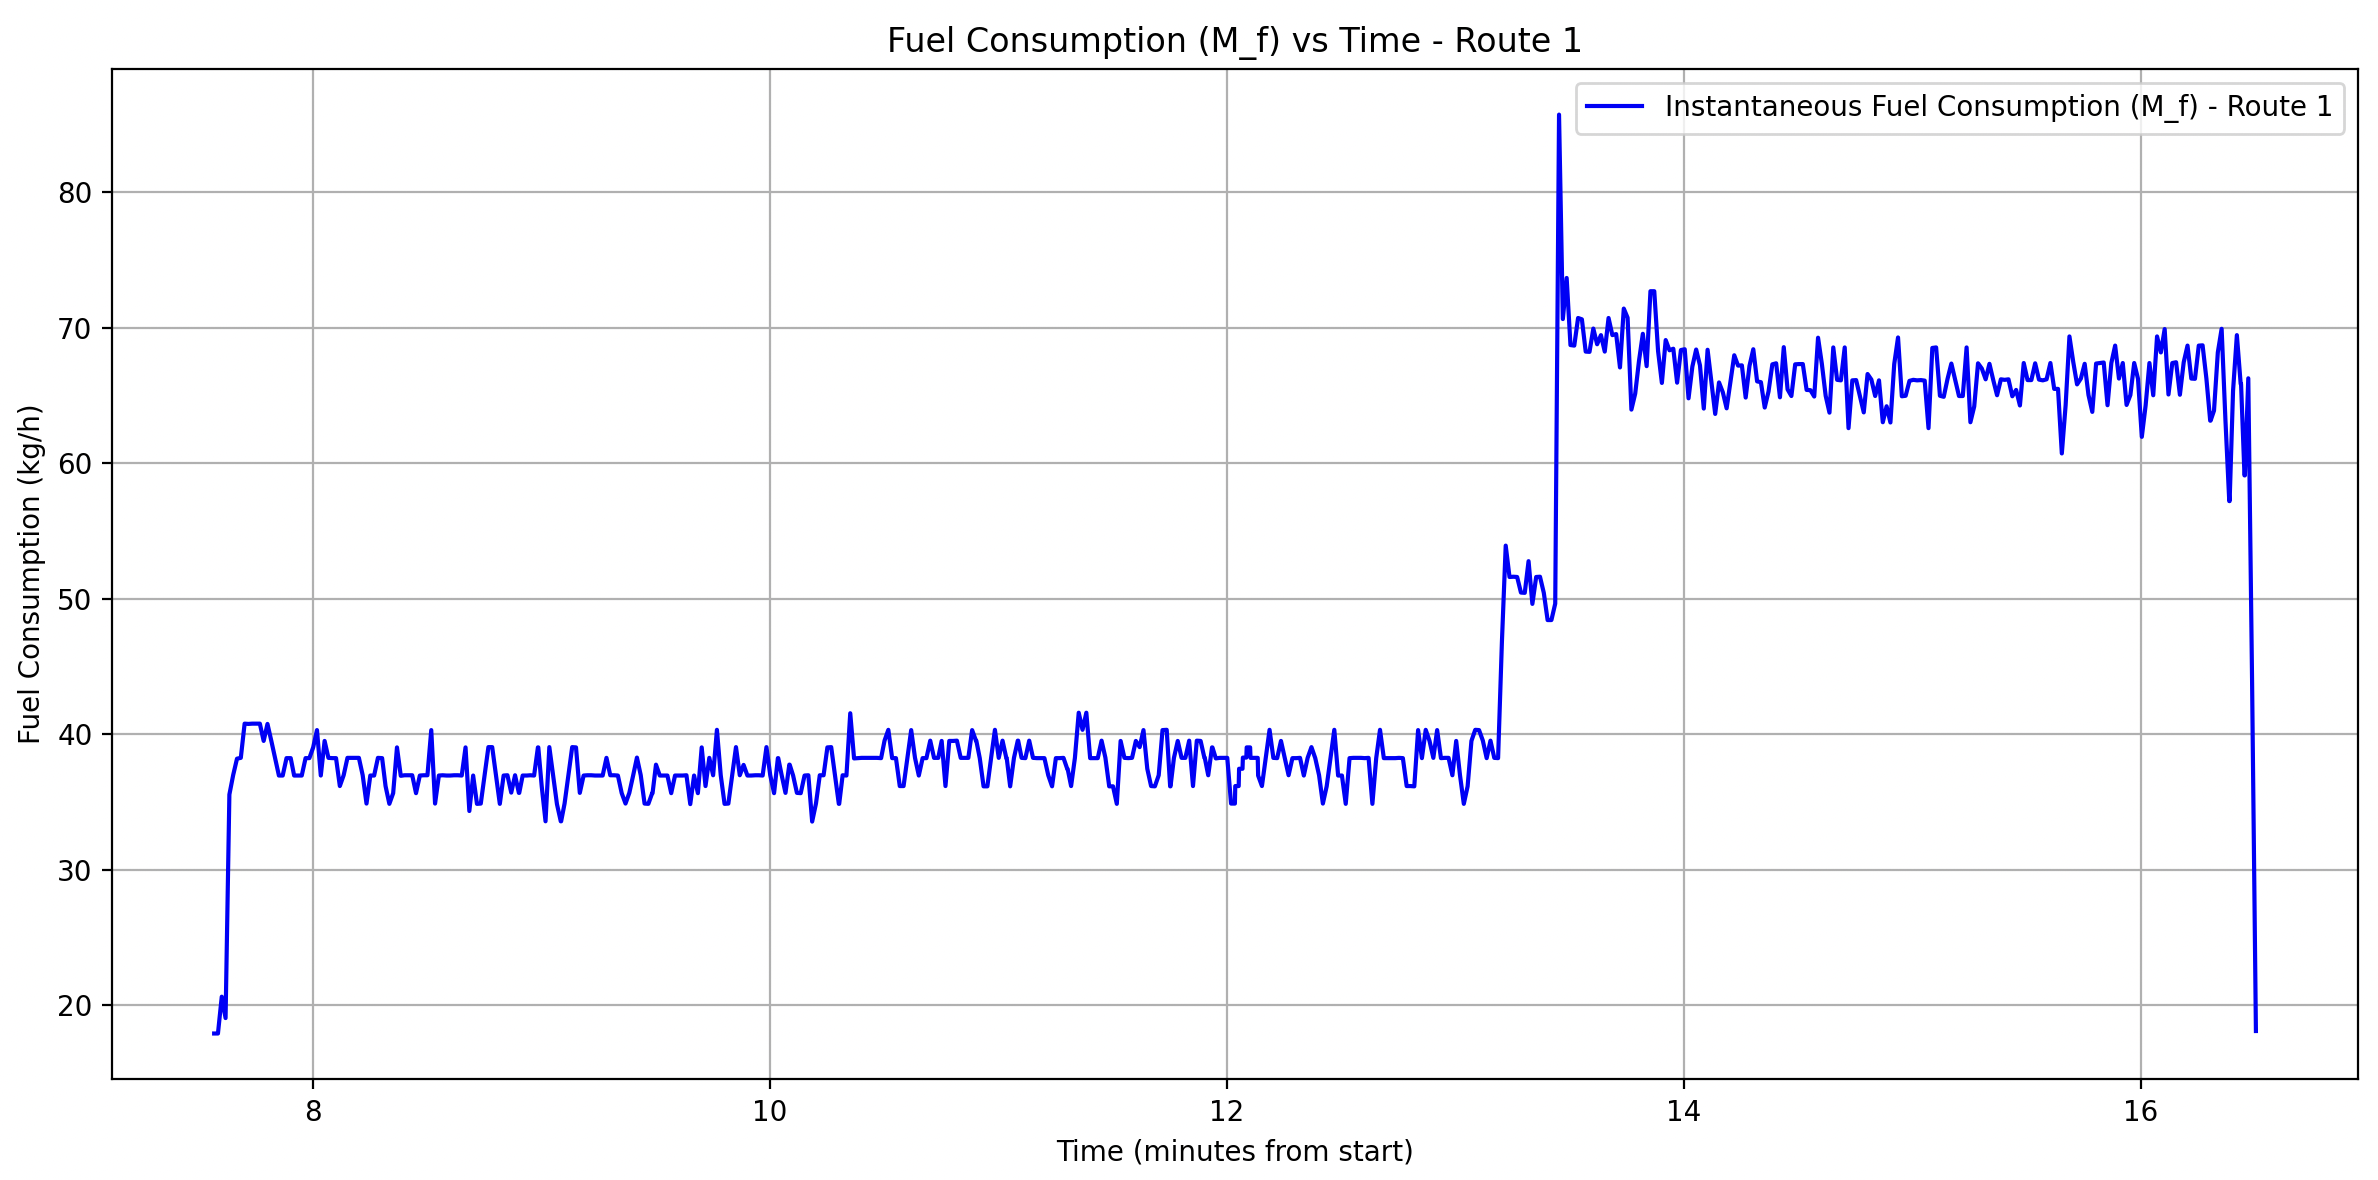 Fuel Consumption (M_f) vs Time - Route 1
Instantaneous Fuel Consumption (M_f) - Route 1
Fuel Consumption (kg/h)
80
70
60
50
40
30
20
8 10 12 14 16
Time (minutes from start)